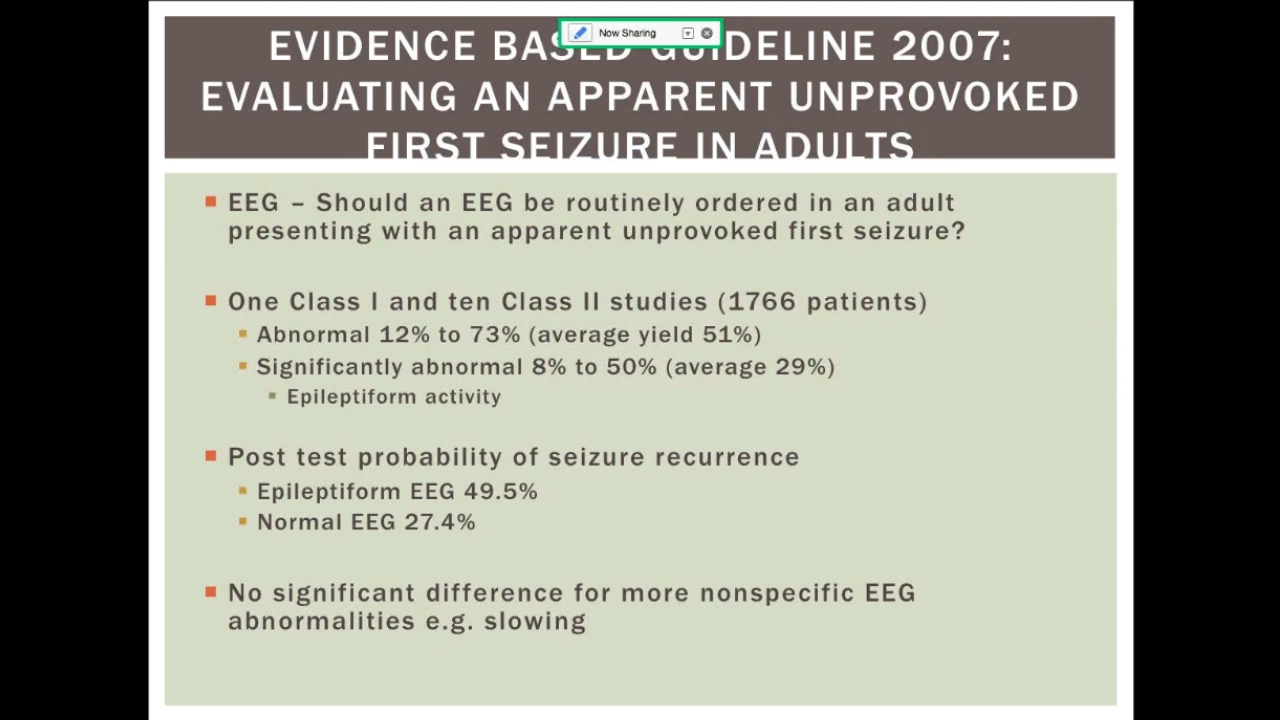 Now Sharing
EVIDENCE BASED GUIDELINE 2007:
EVALUATING AN APPARENT UNPROVOKED
FIRST SEIZURE IN ADULTS
EEG – Should an EEG be routinely ordered in an adult
presenting with an apparent unprovoked first seizure?
One Class I and ten Class II studies (1766 patients)
Abnormal 12% to 73% (average yield 51%)
Significantly abnormal 8% to 50% (average 29%)
Epileptiform activity
Post test probability of seizure recurrence
Epileptiform EEG 49.5%
Normal EEG 27.4%
No significant difference for more nonspecific EEG
abnormalities e.g. slowing